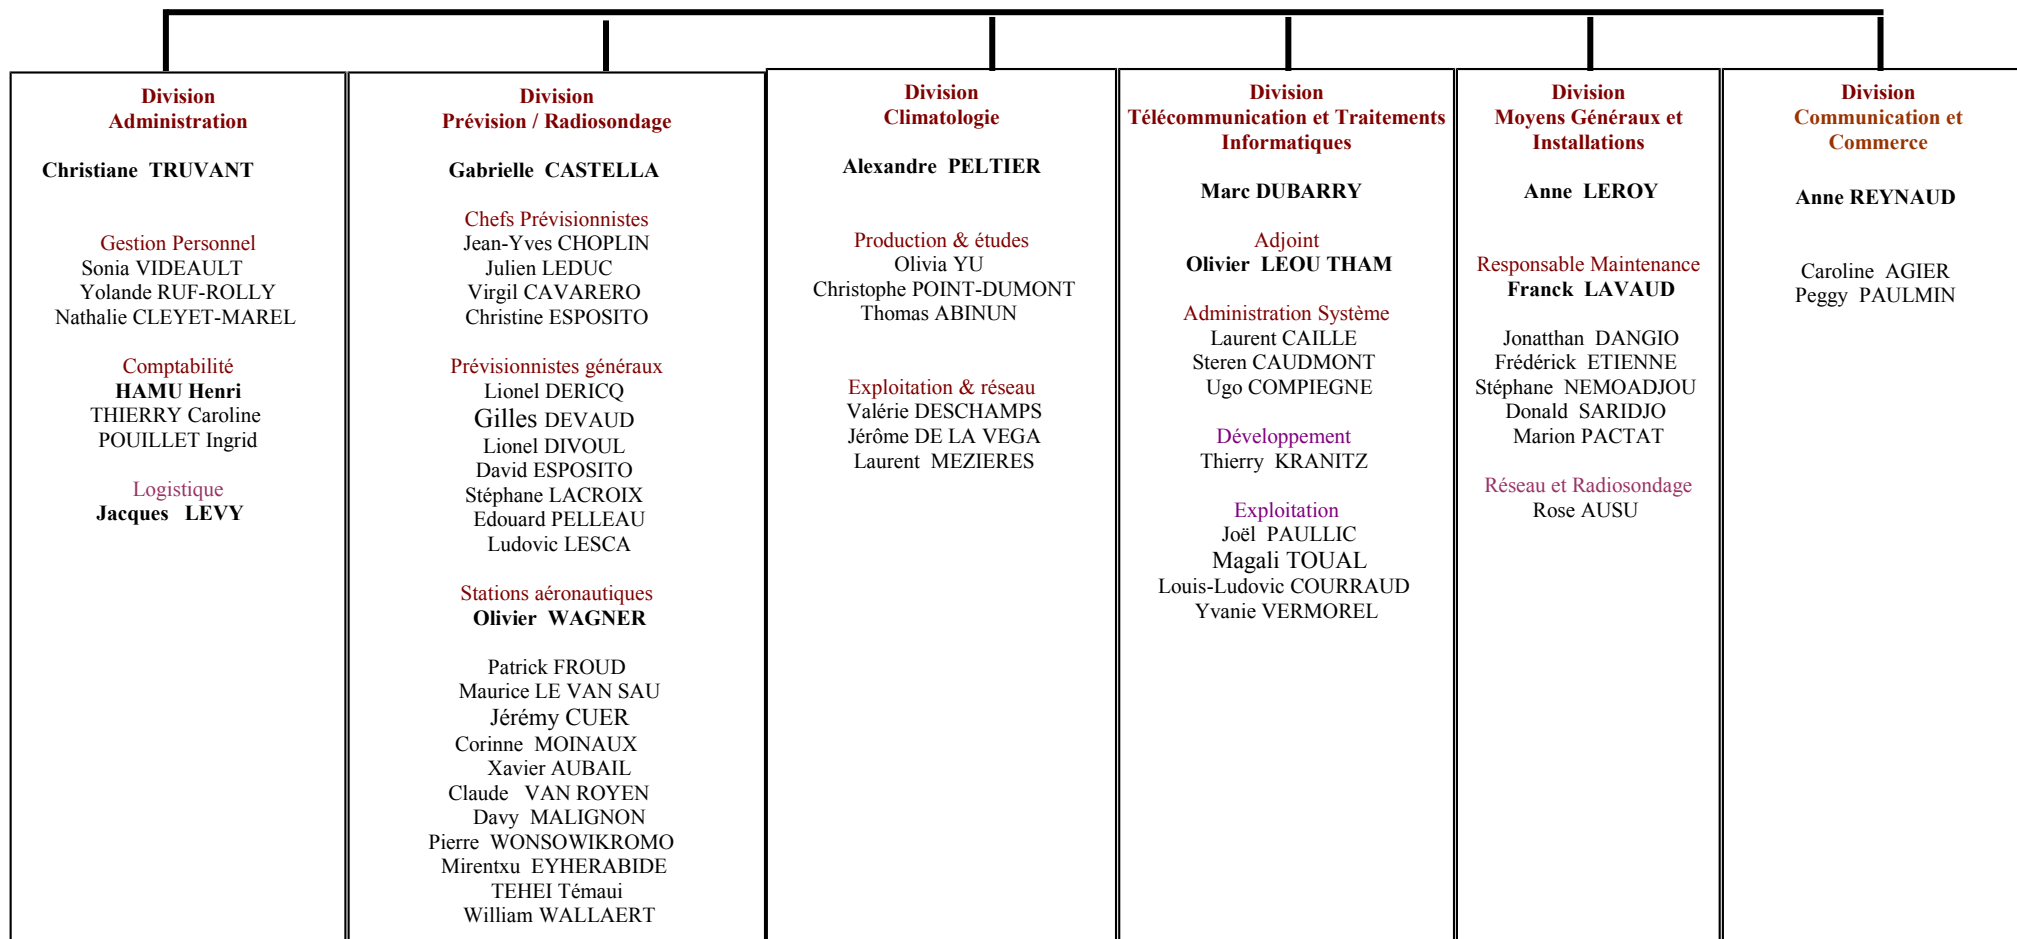 Division
Administration
Christiane TRUVANT
Gestion Personnel
Sonia VIDEAULT
Yolande RUF-ROLLY
Nathalie CLEYET-MAREL
Comptabilité
HAMU Henri
THIERRY Caroline
POUILLET Ingrid
Logistique
Jacques LEVY
Division
Prévision / Radiosondage
Gabrielle CASTELLA
Chefs Prévisionnistes
Jean-Yves CHOPLIN
Julien LEDUC
Virgil CAVARERO
Christine ESPOSITO
Prévisionnistes généraux
Lionel DERICQ
Gilles DEVAUD
Lionel DIVOUL
David ESPOSITO
Stéphane LACROIX
Edouard PELLEAU
Ludovic LESCA
Stations aéronautiques
Olivier WAGNER
Patrick FROUD
Maurice LE VAN SAU
Jérémy CUER
Corinne MOINAUX
Xavier AUBAIL
Claude VAN ROYEN
Davy MALIGNON
Pierre WONSOWIKROMO
Mirentxu EYHERABIDE
TEHEI Témaui
William WALLAERT
Division
Climatologie
Alexandre PELTIER
Production & études
Olivia YU
Christophe POINT-DUMONT
Thomas ABINUN
Exploitation & réseau
Valérie DESCHAMPS
Jérôme DE LA VEGA
Laurent MEZIERES
Division
Télécommunication et Traitements
Informatiques
Marc DUBARRY
Adjoint
Olivier LEOU THAM
Administration Système
Laurent CAILLE
Steren CAUDMONT
Ugo COMPIEGNE
Développement
Thierry KRANITZ
Exploitation
Joël PAULLIC
Magali TOUAL
Louis-Ludovic COURRAUD
Yvanie VERMOREL
Division
Moyens Généraux et
Installations
Anne LEROY
Responsable Maintenance
Franck LAVAUD
Jonatthan DANGIO
Frédérick ETIENNE
Stéphane NEMOADJOU
Donald SARIDJO
Marion PACTAT
Réseau et Radiosondage
Rose AUSU
Division
Communication et
Commerce
Anne REYNAUD
Caroline AGIER
Peggy PAULMIN